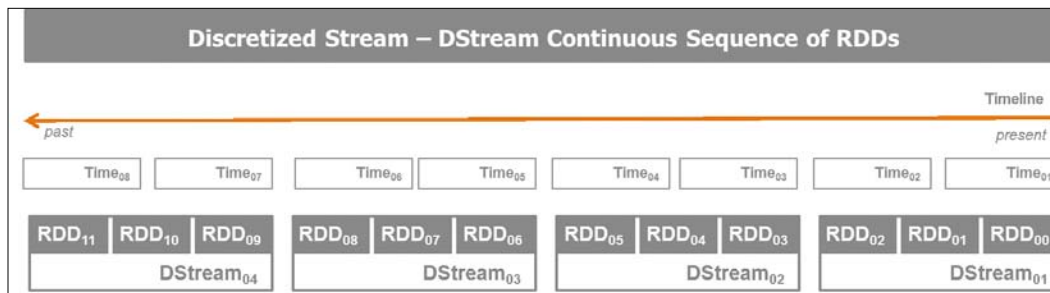 Discretized Stream – DStream Continuous Sequence of RDDs
Timeline
past present
Time08 Time07 Time06 Time05 Time04 Time03 Time02 Time01
RDD11 RDD10 RDD09 RDD08 RDD07 RDD06 RDD05 RDD04 RDD03 RDD02 RDD01 RDD00
DStream04 DStream03 DStream02 DStream01